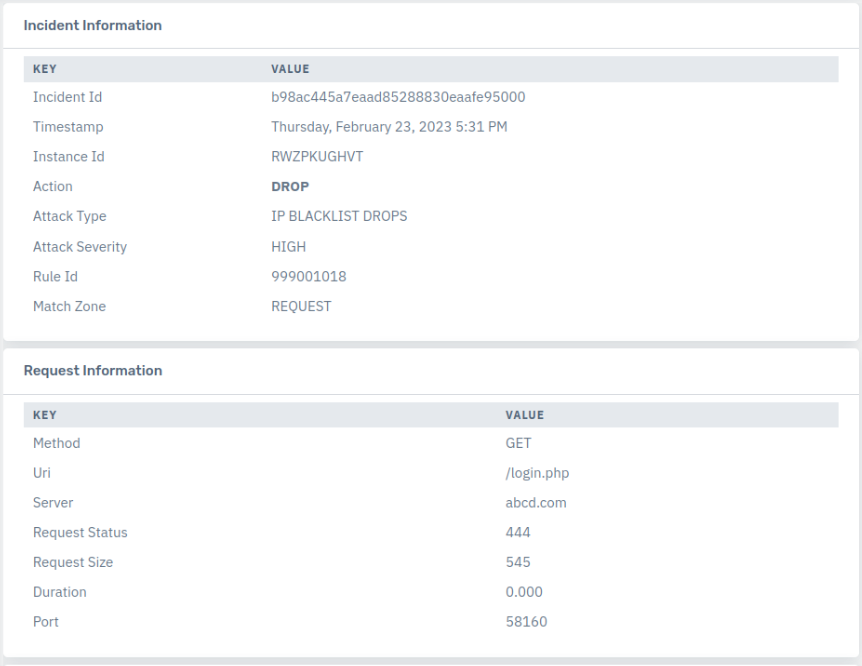 Incident Information
KEY VALUE
Incident Id b98ac445a7eaad85288830eaafe95000
Timestamp Thursday, February 23, 2023 5:31 PM
Instance Id RWZPKUGHVT
Action DROP
Attack Type IP BLACKLIST DROPS
Attack Severity HIGH
Rule Id 999001018
Match Zone REQUEST
Request Information
KEY VALUE
Method GET
Uri /login.php
Server abcd.com
Request Status 444
Request Size 545
Duration 0.000
Port 58160